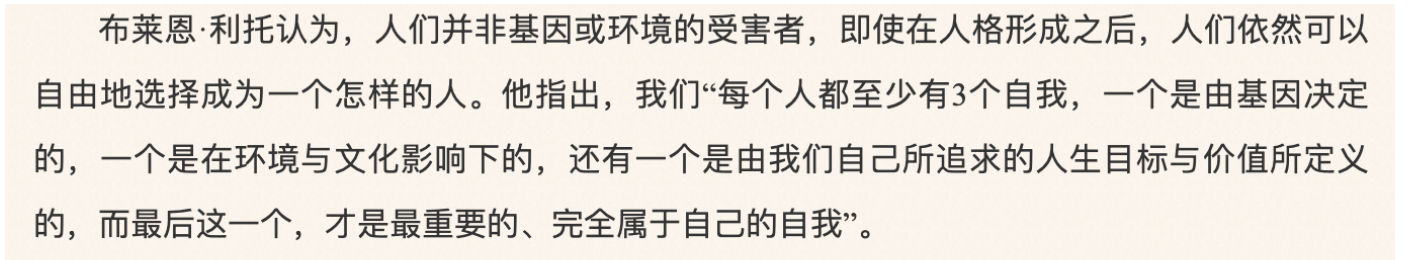 布莱恩·利托认为，人们并非基因或环境的受害者，即使在人格形成之后，人们依然可以
自由地选择成为一个怎样的人。他指出，我们“每个人都至少有3个自我，一个是由基因决定
的，一个是在环境与文化影响下的，还有一个是由我们自己所追求的人生目标与价值所定义
的，而最后这一个，才是最重要的、完全属于自己的自我”。